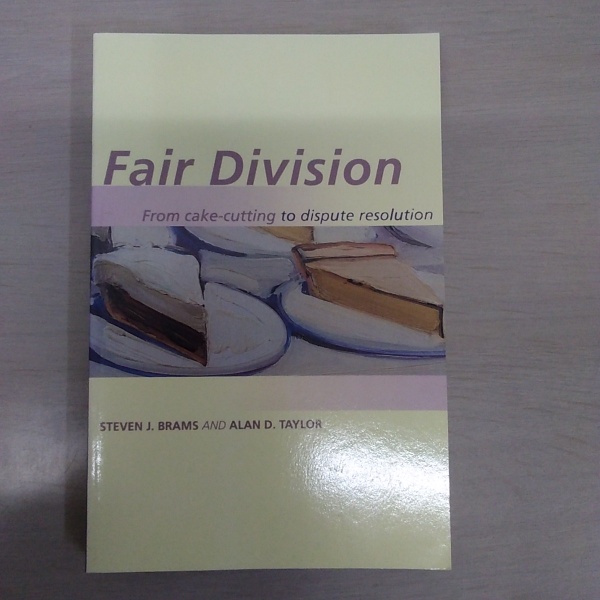 Fair Division
From cake-cutting to dispute resolution
STEVEN J. BRAMS AND ALAN D. TAYLOR